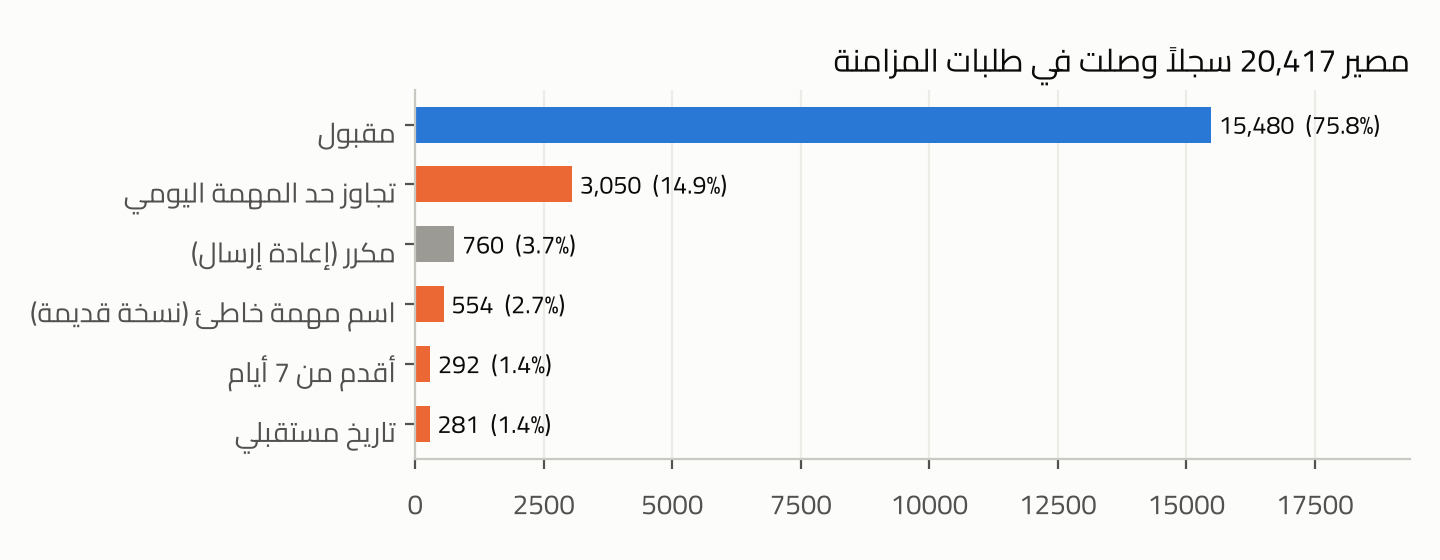 مصير 20,417 سجلاً وصلت في طلبات المزامنة
مقبول
15,480 (75.8%)
تجاوز حد المهمة اليومي
3,050 (14.9%)
مكرر (إعادة إرسال)
760 (3.7%)
اسم مهمة خاطئ (نسخة قديمة)
554 (2.7%)
أقدم من 7 أيام
292 (1.4%)
تاريخ مستقبلي
281 (1.4%)
0 2500 5000 7500 10000 12500 15000 17500